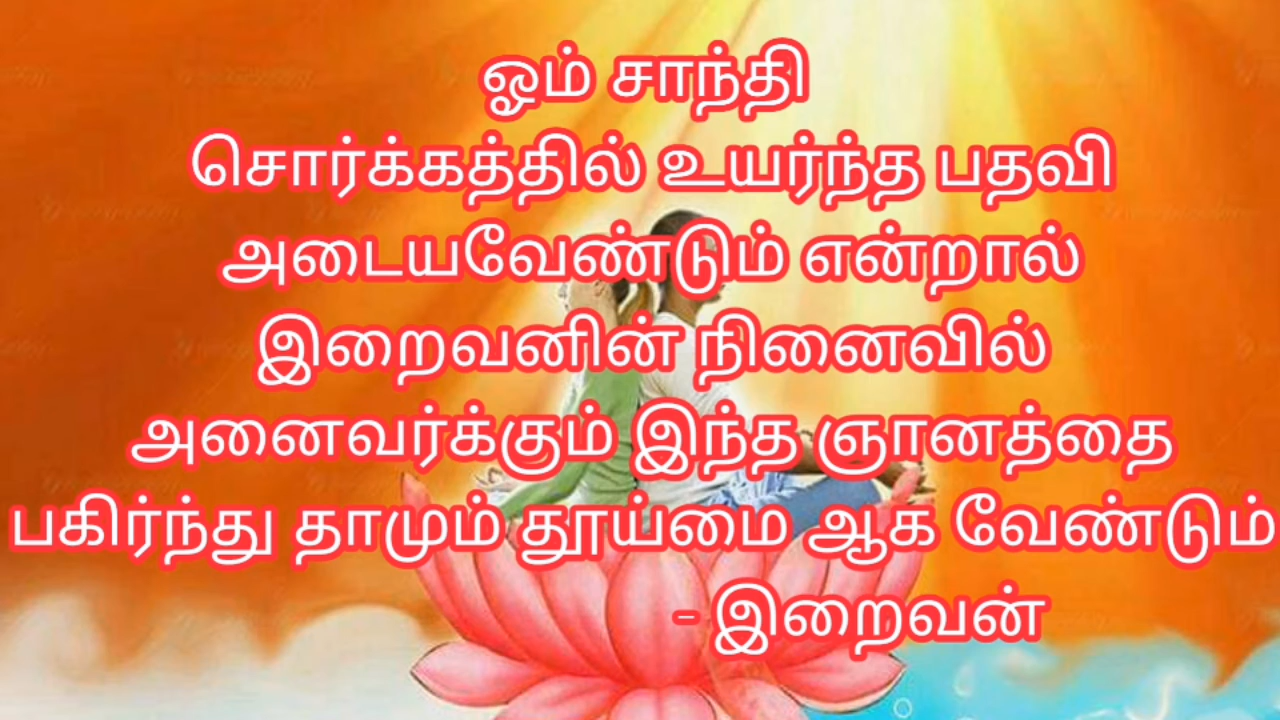 ஓம் சாந்தி
சொர்க்கத்தில் உயர்ந்த பதவி
அடையவேண்டும் என்றால்
இறைவனின் நினைவில்
அனைவர்க்கும் இந்த ஞானத்தை
பகிர்ந்து தாமும் தூய்மை ஆக வேண்டும்
- இறைவன்